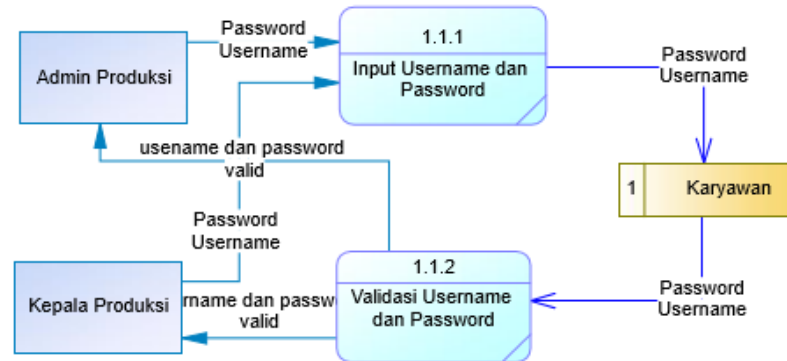 Password
Username
Admin Produksi
1.1.1
Input Username dan
Password
Password
Username
usename dan password
valid
1
Karyawan
Password
Username
Kepala Produksi
rname dan passwo
valid
1.1.2
Validasi Username
dan Password
Password
Username